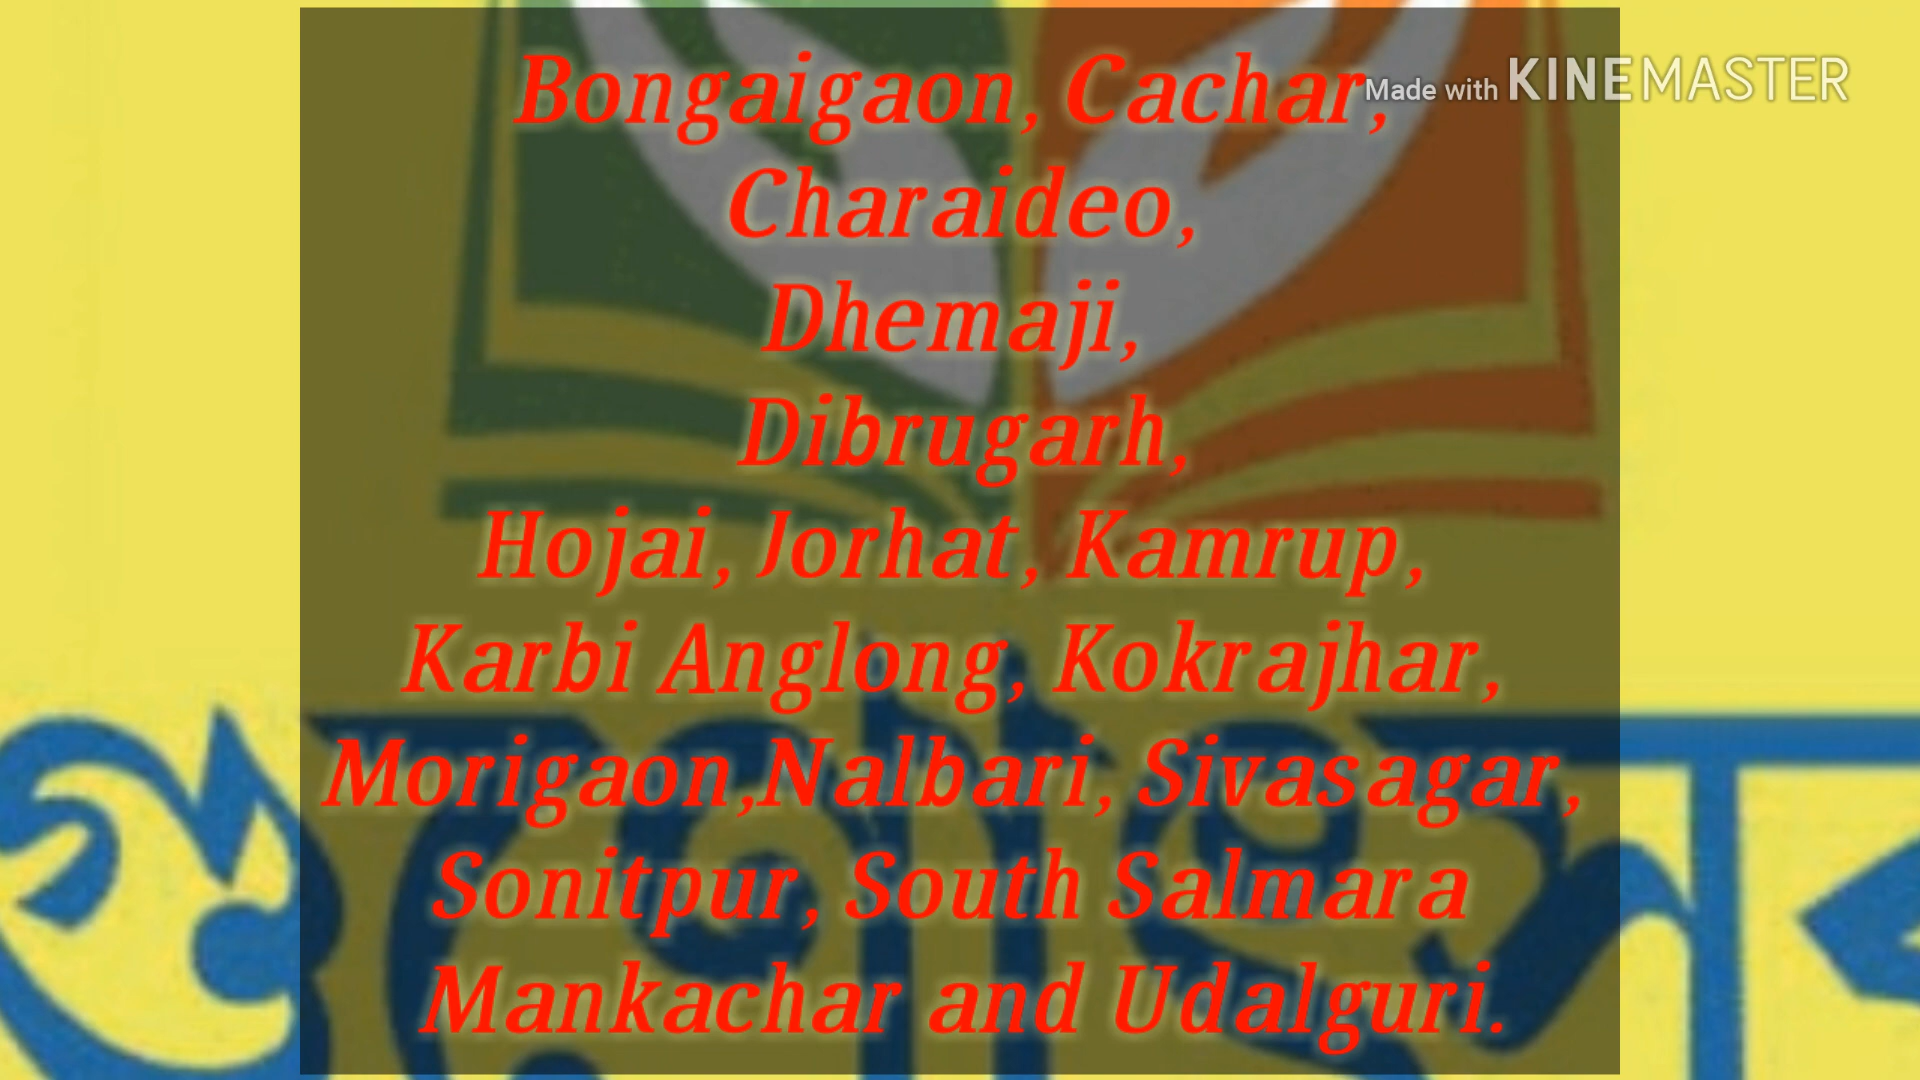 Bongaigaon, Cachar,
Made with KINEMASTER
Charaideo,
Dhemaji,
Dibrugarh,
Hojai, Jorhat, Kamrup,
Karbi Anglong, Kokrajhar,
Morigaon,Nalbari, Sivasagar,
Sonitpur, South Salmara
Mankachar and Udalguri.